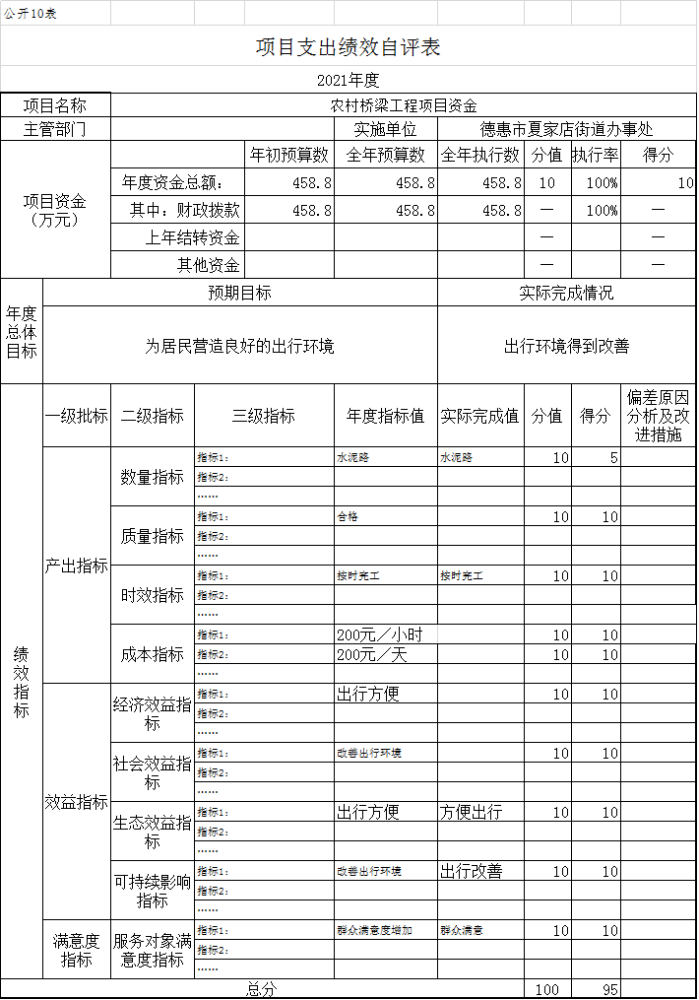 公开10表
项目支出绩效自评表
2021年度
项目名称 农村桥梁工程项目资金
主管部门 实施单位 德惠市夏家店街道办事处
项目资金
（万元）
年初预算数 全年预算数 全年执行数 分值 执行率 得分
年度资金总额： 458.8 458.8 458.8 10 100% 10
其中：财政拨款 458.8 458.8 458.8 — 100% —
上年结转资金 — —
其他资金 — —
年度
总体
目标
预期目标 实际完成情况
为居民营造良好的出行环境 出行环境得到改善
绩
效
指
标
一级批标 二级指标 三级指标 年度指标值 实际完成值 分值 得分 偏差原因
分析及改
进措施
产出指标
数量指标
指标1： 水泥路 水泥路 10 5
指标2：
……
质量指标
指标1： 合格 10 10
指标2：
……
时效指标
指标1： 按时完工 按时完工 10 10
指标2：
……
成本指标
指标1： 200元／小时 10 10
指标2： 200元／天 10 10
……
效益指标
经济效益指
标
指标1： 出行方便 10 10
指标2：
……
社会效益指
标
指标1： 改善出行环境 10 10
指标2：
……
生态效益指
标
指标1： 出行方便 方便出行 10 10
指标2：
……
可持续影响
指标
指标1： 改善出行环境 出行改善 10 10
指标2：
……
满意度
指标
服务对象满
意度指标
指标1： 群众满意度增加 群众满意 10 10
指标2：
……
总分 100 95